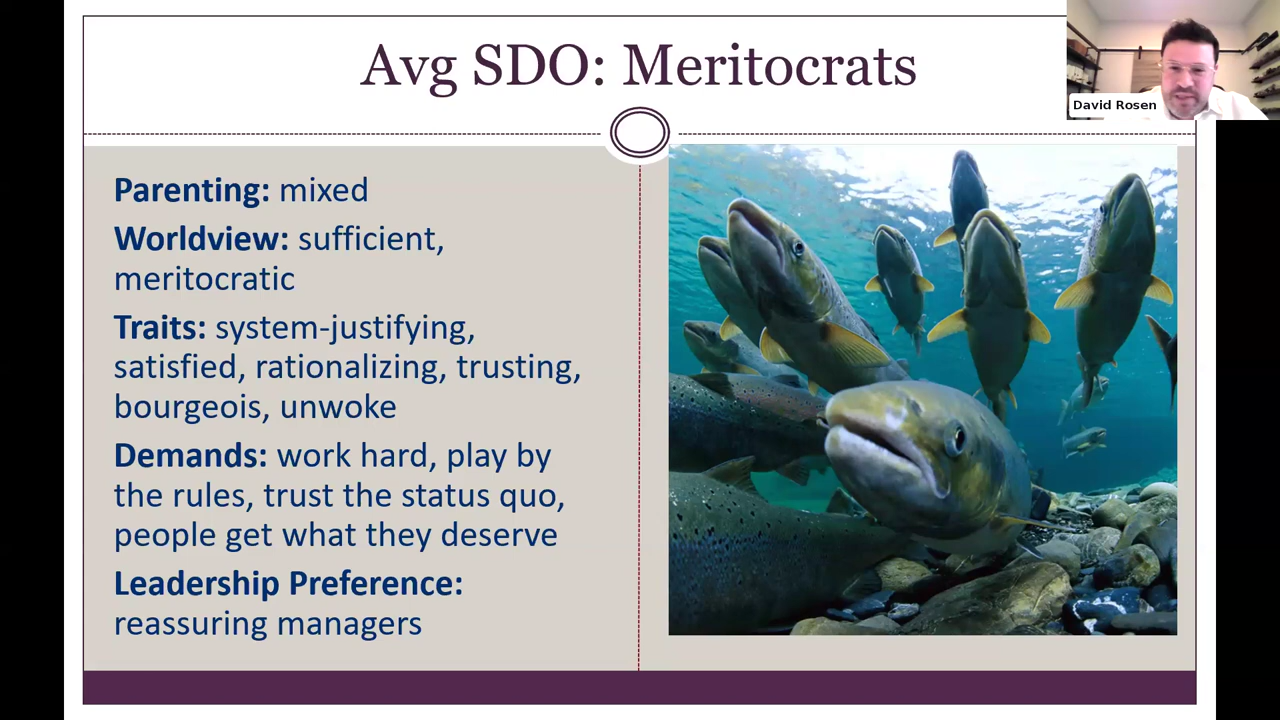 Avg SDO: Meritocrats
David Rosen
Parenting: mixed
Worldview: sufficient,
meritocratic
Traits: system-justifying,
satisfied, rationalizing, trusting,
bourgeois, unwoke
Demands: work hard, play by
the rules, trust the status quo,
people get what they deserve
Leadership Preference:
reassuring managers